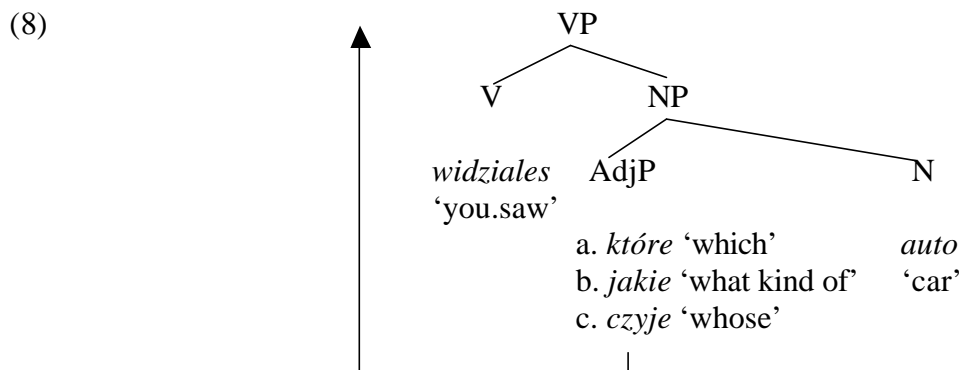 (8) VP
V NP
widziales AdjP N
‘you.saw’
a. które ‘which’ auto
b. jakie ‘what kind of’ ‘car’
c. czyje ‘whose’